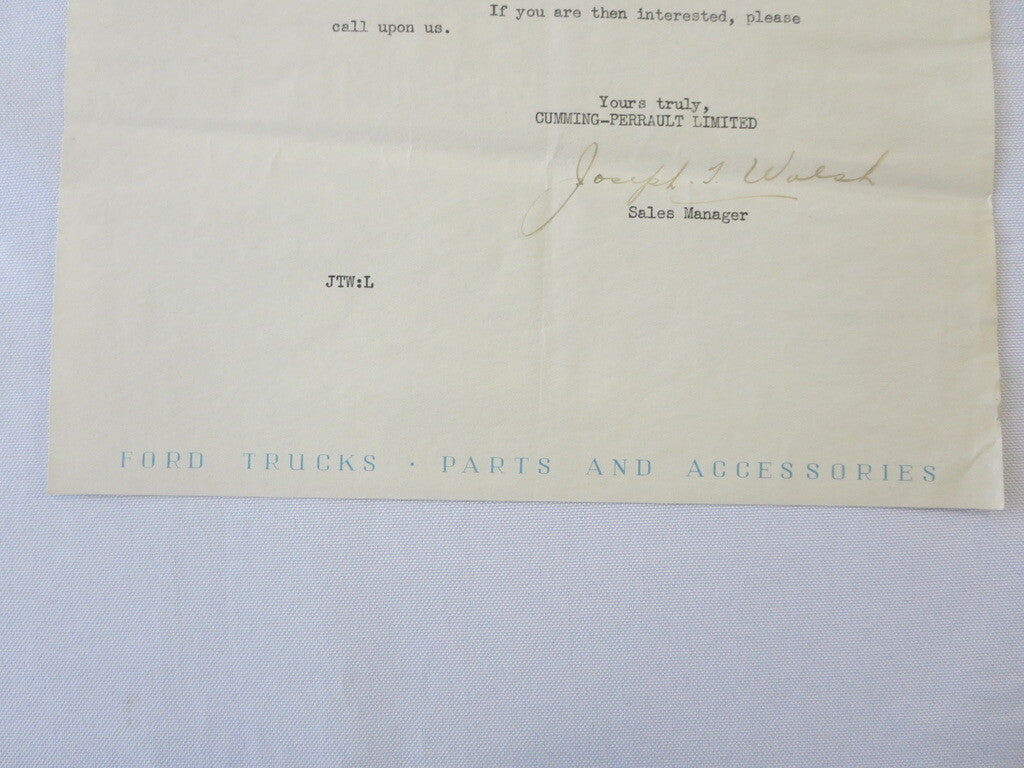 If you are then interested, please
call upon us.
Yours truly,
CUMMING-PERRAULT LIMITED
Joseph. T. Walsh
Sales Manager
JTW:L
FORD TRUCKS · PARTS AND ACCESSORIES